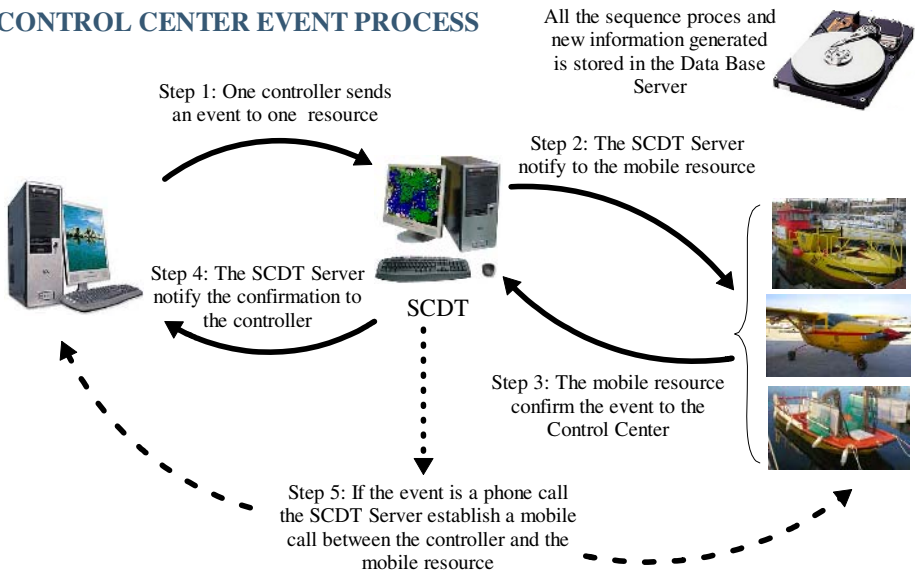 CONTROL CENTER EVENT PROCESS
All the sequence proces and
new information generated
is stored in the Data Base
Server
Step 1: One controller sends
an event to one resource
Step 2: The SCDT Server
notify to the mobile resource
Step 4: The SCDT Server
notify the confirmation to
the controller
SCDT
Step 3: The mobile resource
confirm the event to the
Control Center
Step 5: If the event is a phone call
the SCDT Server establish a mobile
call between the controller and the
mobile resource